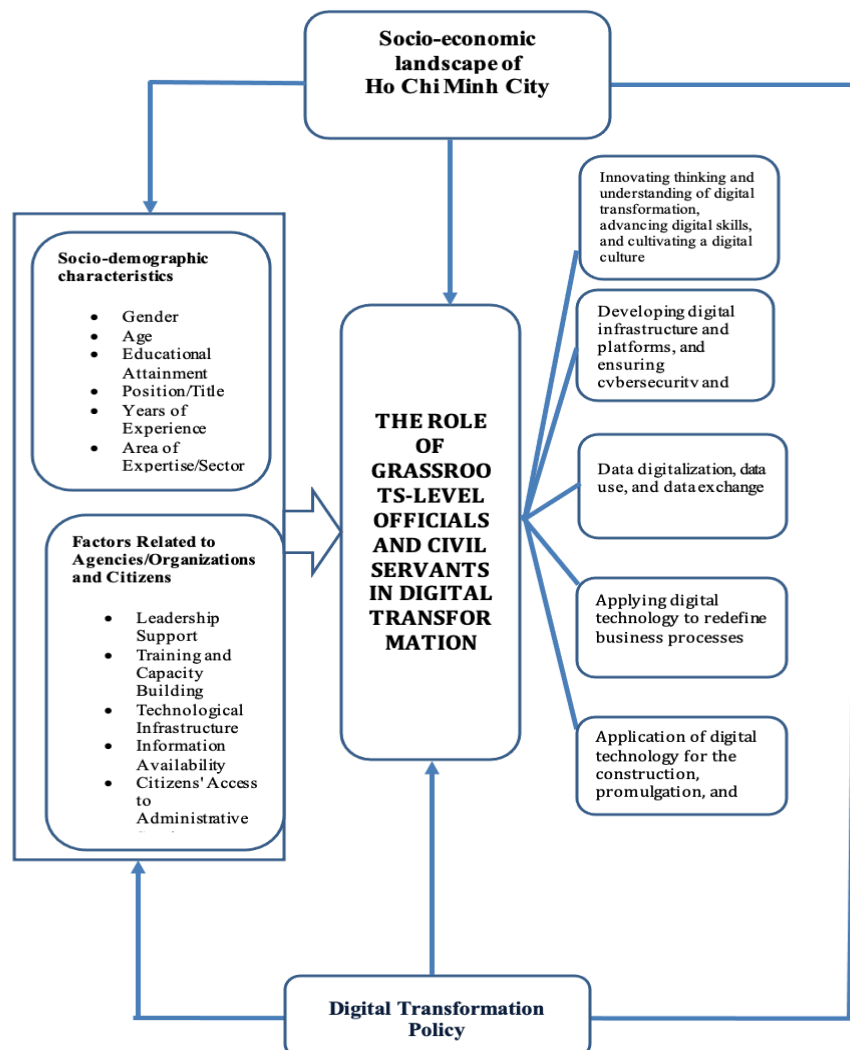 Socio-economic
landscape of
Ho Chi Minh City
Socio-demographic
characteristics
• Gender
• Age
• Educational
Attainment
• Position/Title
• Years of
Experience
• Area of
Expertise/Sector
Factors Related to
Agencies/Organizations
and Citizens
• Leadership
Support
• Training and
Capacity
Building
• Technological
Infrastructure
• Information
Availability
• Citizens' Access
to
Administrative
THE ROLE
OF
GRASSROO
TS-LEVEL
OFFICIALS
AND CIVIL
SERVANTS
IN DIGITAL
TRANSFOR
MATION
Innovating thinking and
understanding of digital
transformation,
advancing digital skills,
and cultivating a digital
culture
Developing digital
infrastructure and
platforms, and
ensuring
cybersecurity and
Data digitalization, data
use, and data exchange
Applying digital
technology to redefine
business processes
Application of digital
technology for the
construction,
promulgation, and
Digital Transformation
Policy